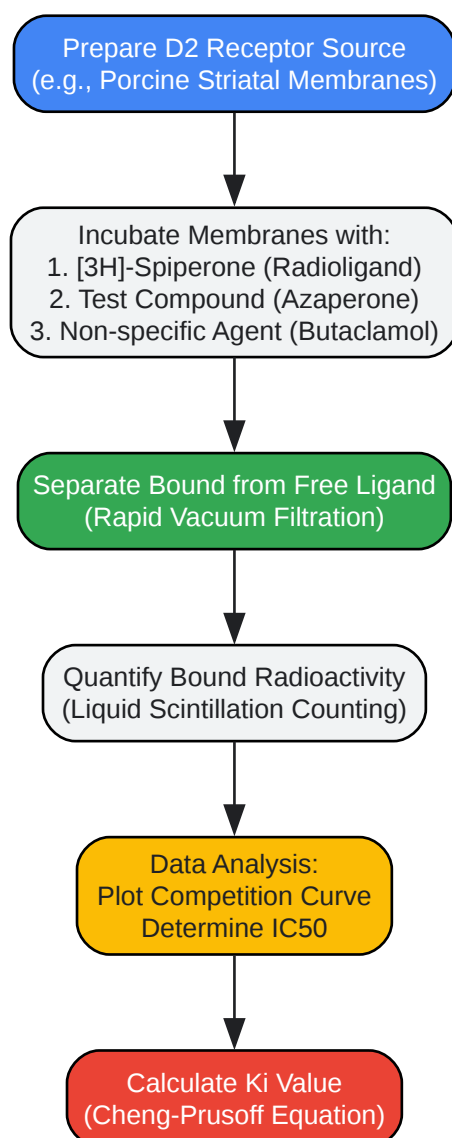 Prepare D2 Receptor Source
(e.g., Porcine Striatal Membranes)
Incubate Membranes with:
1. [3H]-Spiperone (Radioligand)
2. Test Compound (Azaperone)
3. Non-specific Agent (Butaclamol)
Separate Bound from Free Ligand
(Rapid Vacuum Filtration)
Quantify Bound Radioactivity
(Liquid Scintillation Counting)
Data Analysis:
Plot Competition Curve
Determine IC50
Calculate Ki Value
(Cheng-Prusoff Equation)